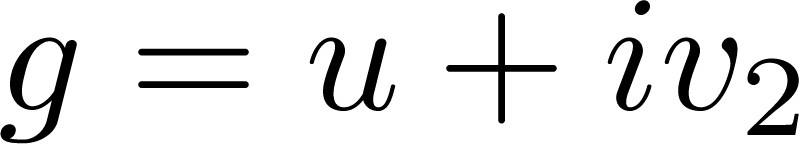 g = u + iv₂